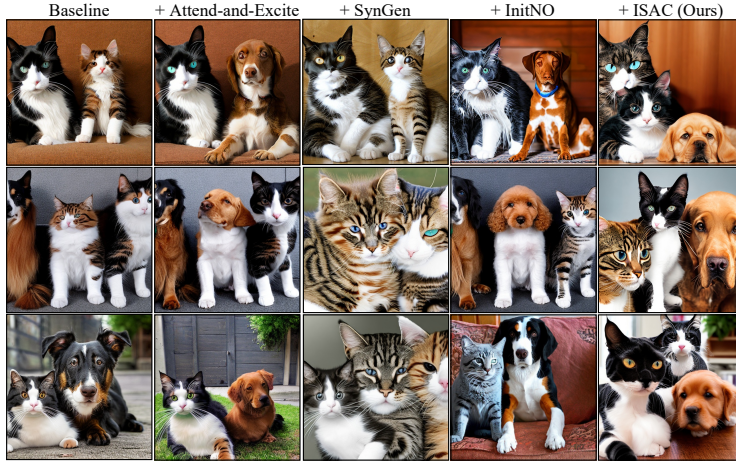 Baseline + Attend-and-Excite + SynGen + InitNO + ISAC (Ours)